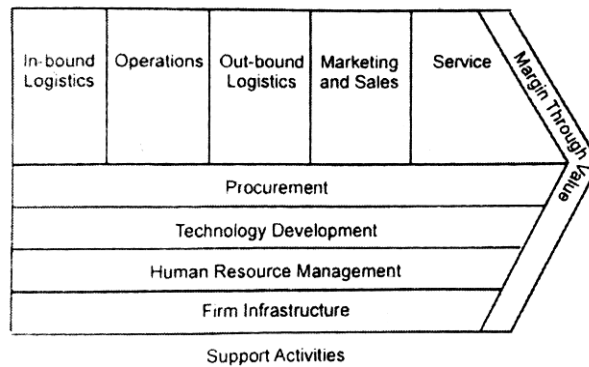 In-bound
Logistics
Operations
Out-bound
Logistics
Marketing
and Sales
Service
Margin Through
Value
Procurement
Technology Development
Human Resource Management
Firm Infrastructure
Support Activities